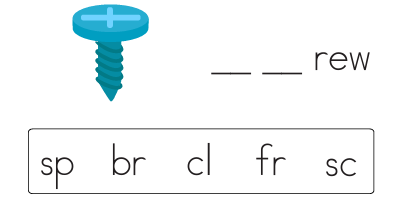 __ __ rew
sp br cl fr sc